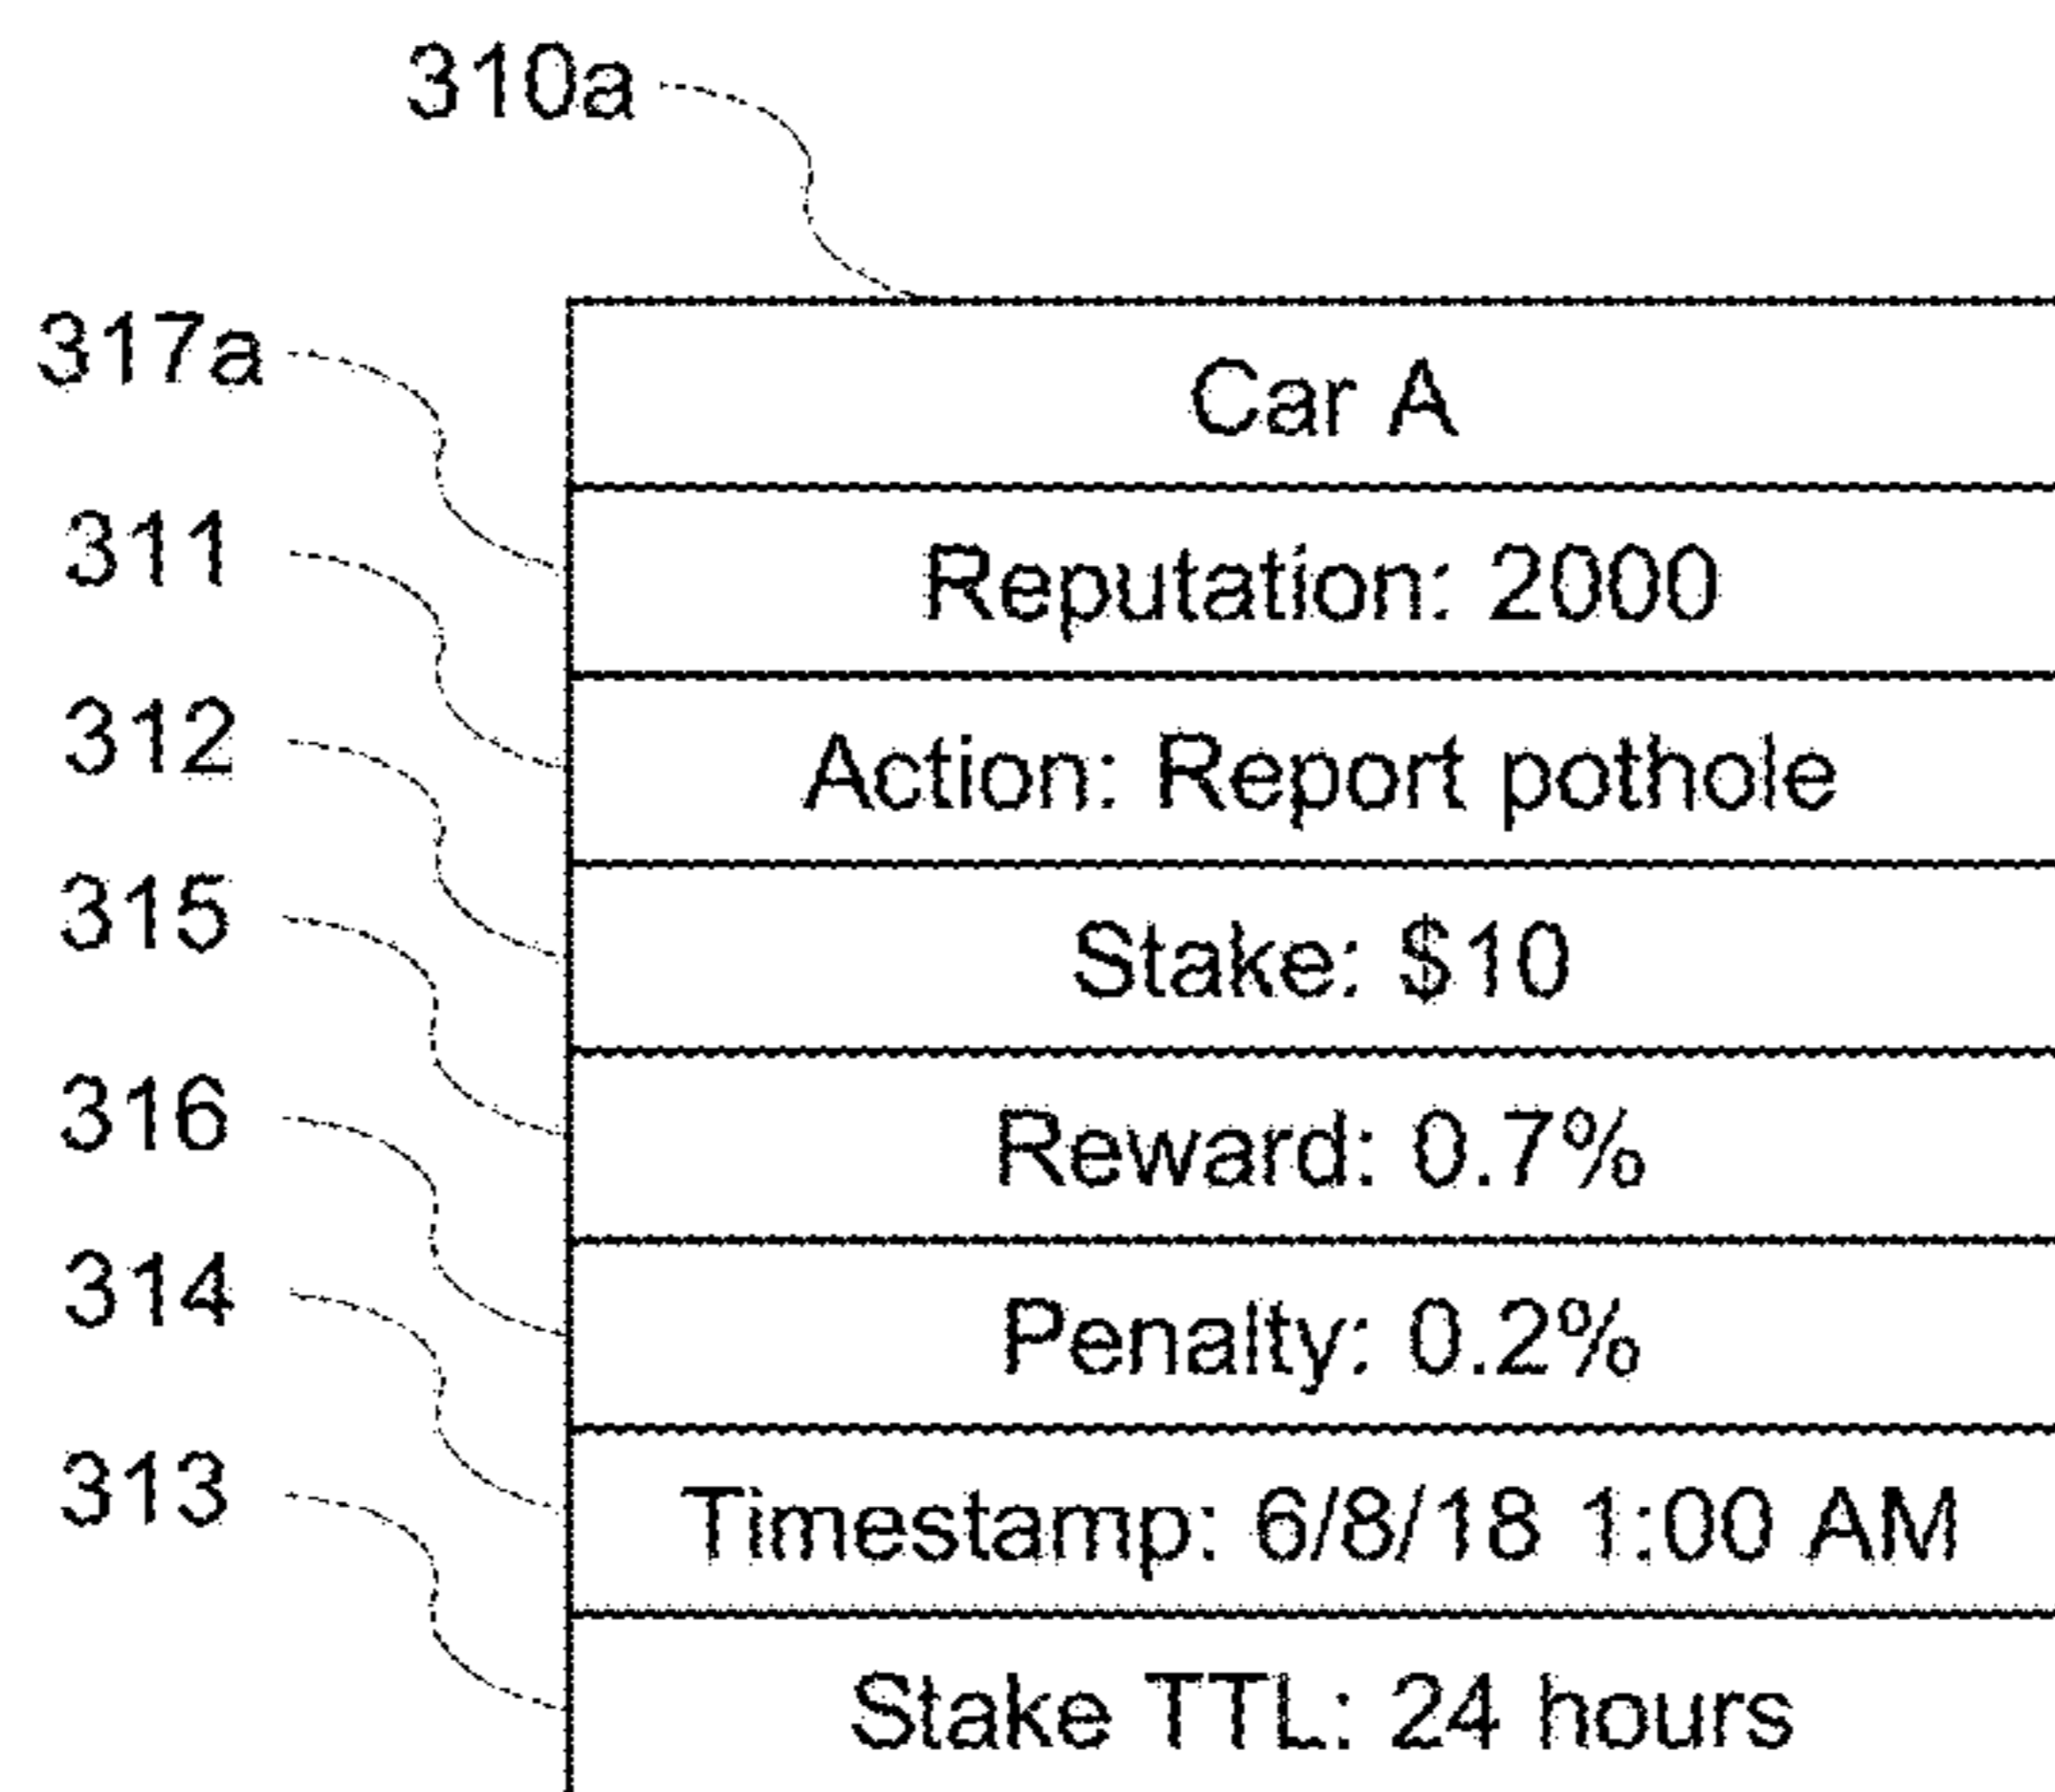 310a
Car A
317a
Reputation: 2000
311
Action: Report pothole
312
Stake: $10
315
Reward: 0.7%
316
Penalty: 0.2%
314
Timestamp: 6/8/18 1:00 AM
313
Stake TTL: 24 hours